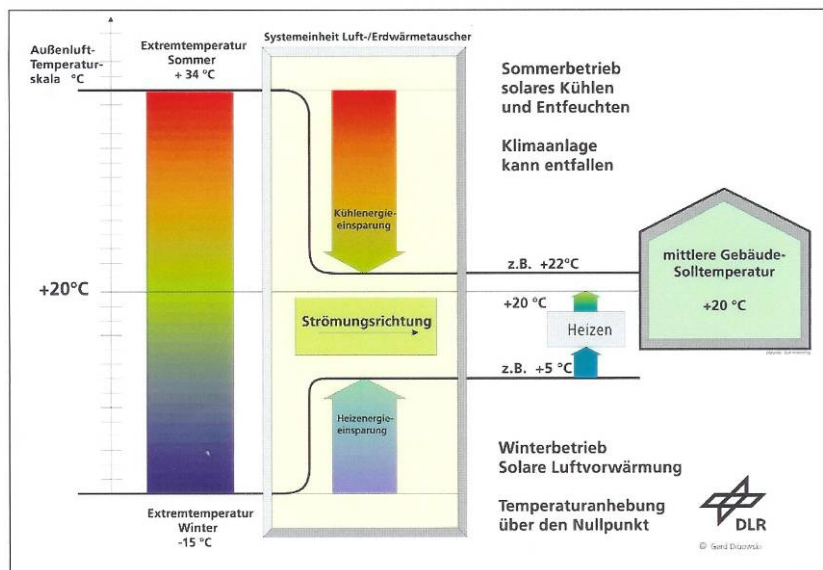 Außenluft-
Temperatur-
skala °C
Extremtemperatur
Sommer
+ 34 °C
Systemeinheit Luft-/Erdwärmetauscher
Sommerbetrieb
solares Kühlen
und Entfeuchten
Klimaanlage
kann entfallen
Kühlenergie-
einsparung
z.B. +22°C
mittlere Gebäude-
Solltemperatur
+20 °C
+20°C
+20 °C
Strömungsrichtung
Heizen
z.B. +5 °C
Heizenergie-
einsparung
Winterbetrieb
Solare Luftvorwärmung
Temperaturanhebung
über den Nullpunkt
Extremtemperatur
Winter
-15 °C
DLR
© Gerd Dibowski